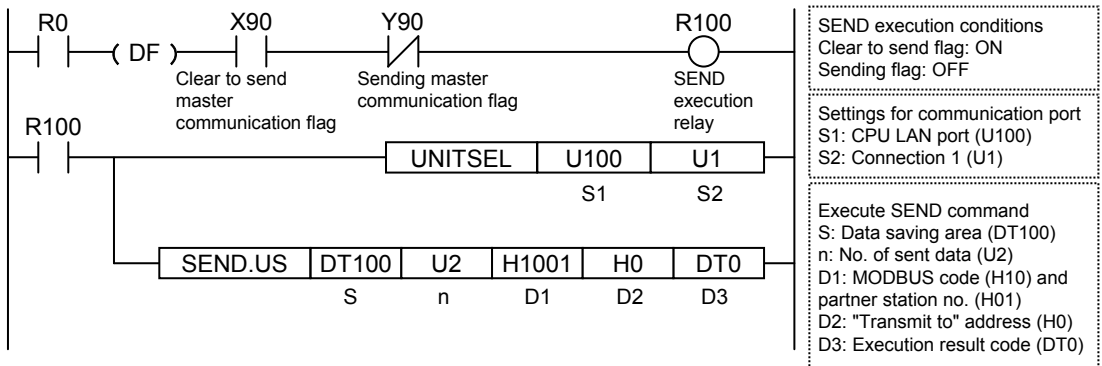 R0 X90 Y90 R100
( DF )
Clear to send
master
communication flag
Sending master
communication flag
SEND
execution
relay
R100
UNITSEL U100 U1
S1 S2
SEND.US DT100 U2 H1001 H0 DT0
S n D1 D2 D3
SEND execution conditions
Clear to send flag: ON
Sending flag: OFF
Settings for communication port
S1: CPU LAN port (U100)
S2: Connection 1 (U1)
Execute SEND command
S: Data saving area (DT100)
n: No. of sent data (U2)
D1: MODBUS code (H10) and
partner station no. (H01)
D2: "Transmit to" address (H0)
D3: Execution result code (DT0)